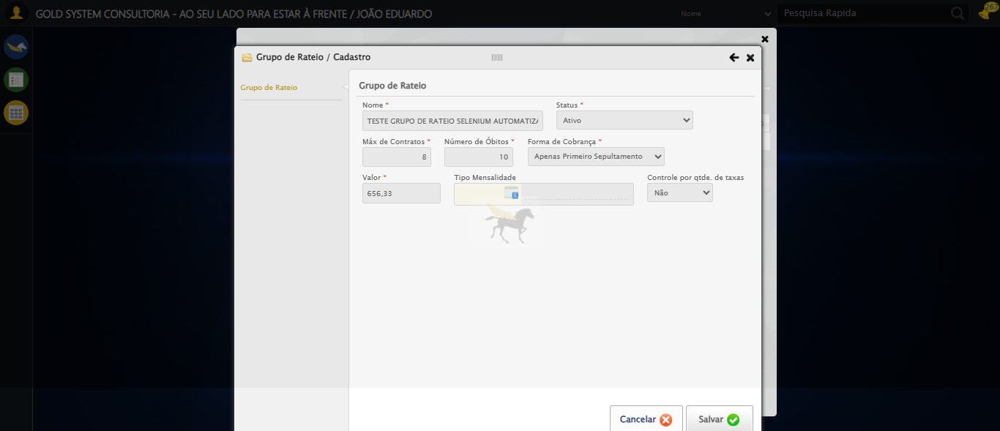 GOLD SYSTEM CONSULTORIA - AO SEU LADO PARA ESTAR À FRENTE / JOÃO EDUARDO
Nome
Pesquisa Rapida
267
Grupo de Rateio / Cadastro
Grupo de Rateio
Grupo de Rateio
Nome *
Status *
TESTE GRUPO DE RATEIO SELENIUM AUTOMATIZA
Ativo
Máx de Contratos *
Número de Óbitos *
Forma de Cobrança *
8
10
Apenas Primeiro Sepultamento
Valor *
Tipo Mensalidade
Controle por qtde. de taxas
656,33
Não
Cancelar
Salvar